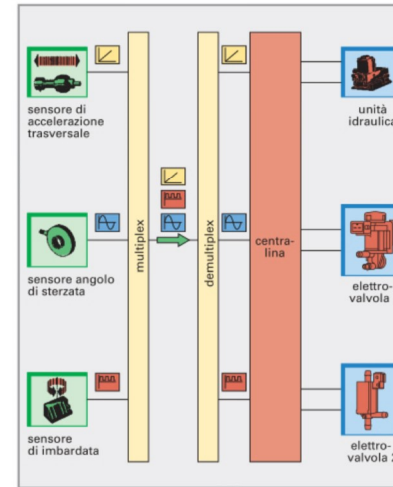 sensore di
accelerazione
trasversale
sensore angolo
di sterzata
sensore
di imbardata
multiplex
demultiplex
centra-
lina
unità
idraulica
elettro-
valvola
elettro-
valvola 2